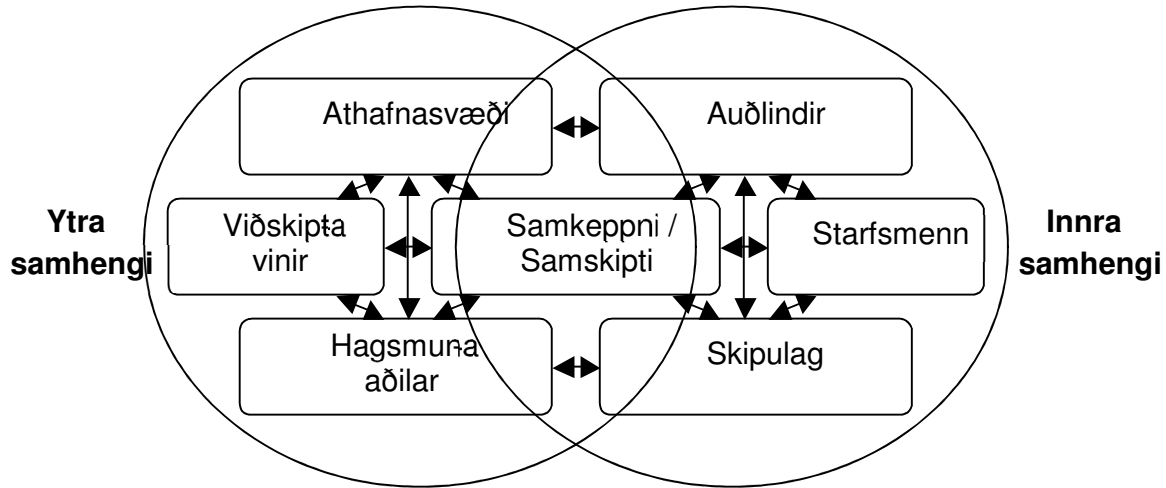 Athafnasvæði
Auðlindir
Ytra
samhengi
Viðskipta
vinir
Samkeppni /
Samskipti
Starfsmenn
Innra
samhengi
Hagsmuna
aðilar
Skipulag